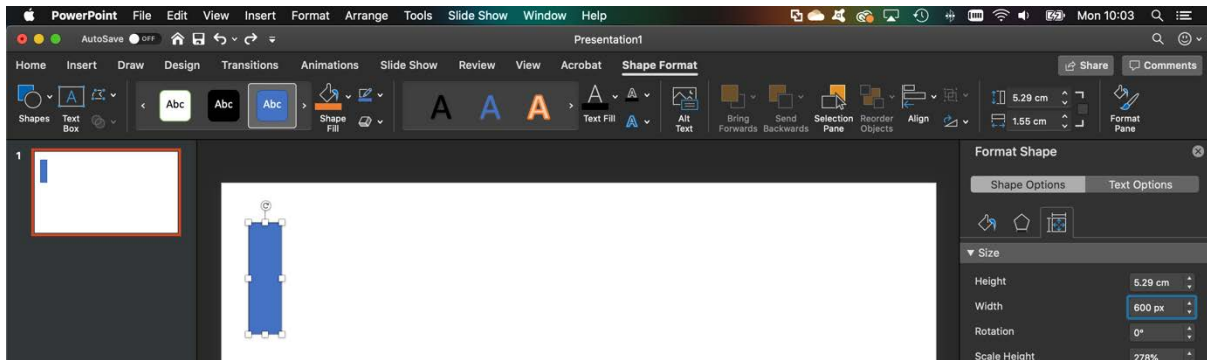 PowerPoint File Edit View Insert Format Arrange Tools Slide Show Window Help Mon 10:03
AutoSave OFF Presentation1
Home Insert Draw Design Transitions Animations Slide Show Review View Acrobat Shape Format Share Comments
Shapes Text Box Abc Abc Abc Shape Fill A A A Text Fill Alt Text Bring Forwards Send Backwards Selection Pane Reorder Objects Align 5.29 cm Format Pane
1.55 cm
1
Format Shape
Shape Options Text Options
Size
Height 5.29 cm
Width 600 px
Rotation 0°
Scale Height 278%